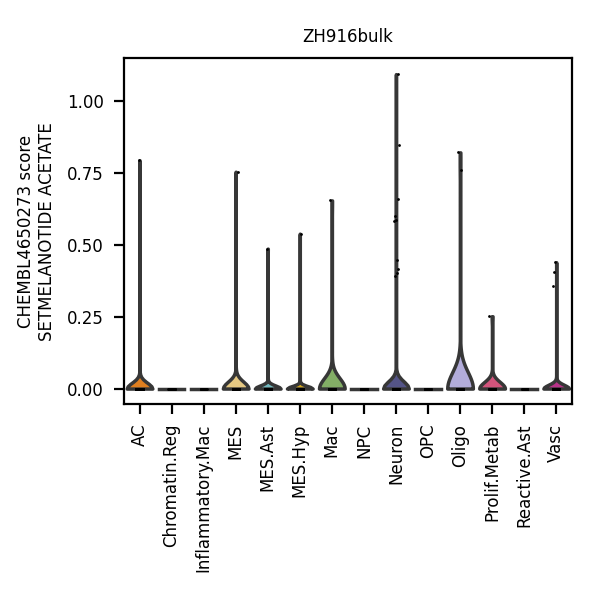 ZH916bulk
CHEMBL4650273 score
SETMELANOTIDE ACETATE
1.00
0.75
0.50
0.25
0.00
AC
Chromatin.Reg
Inflammatory.Mac
MES
MES.Ast
MES.Hyp
Mac
NPC
Neuron
OPC
Oligo
Prolif.Metab
Reactive.Ast
Vasc